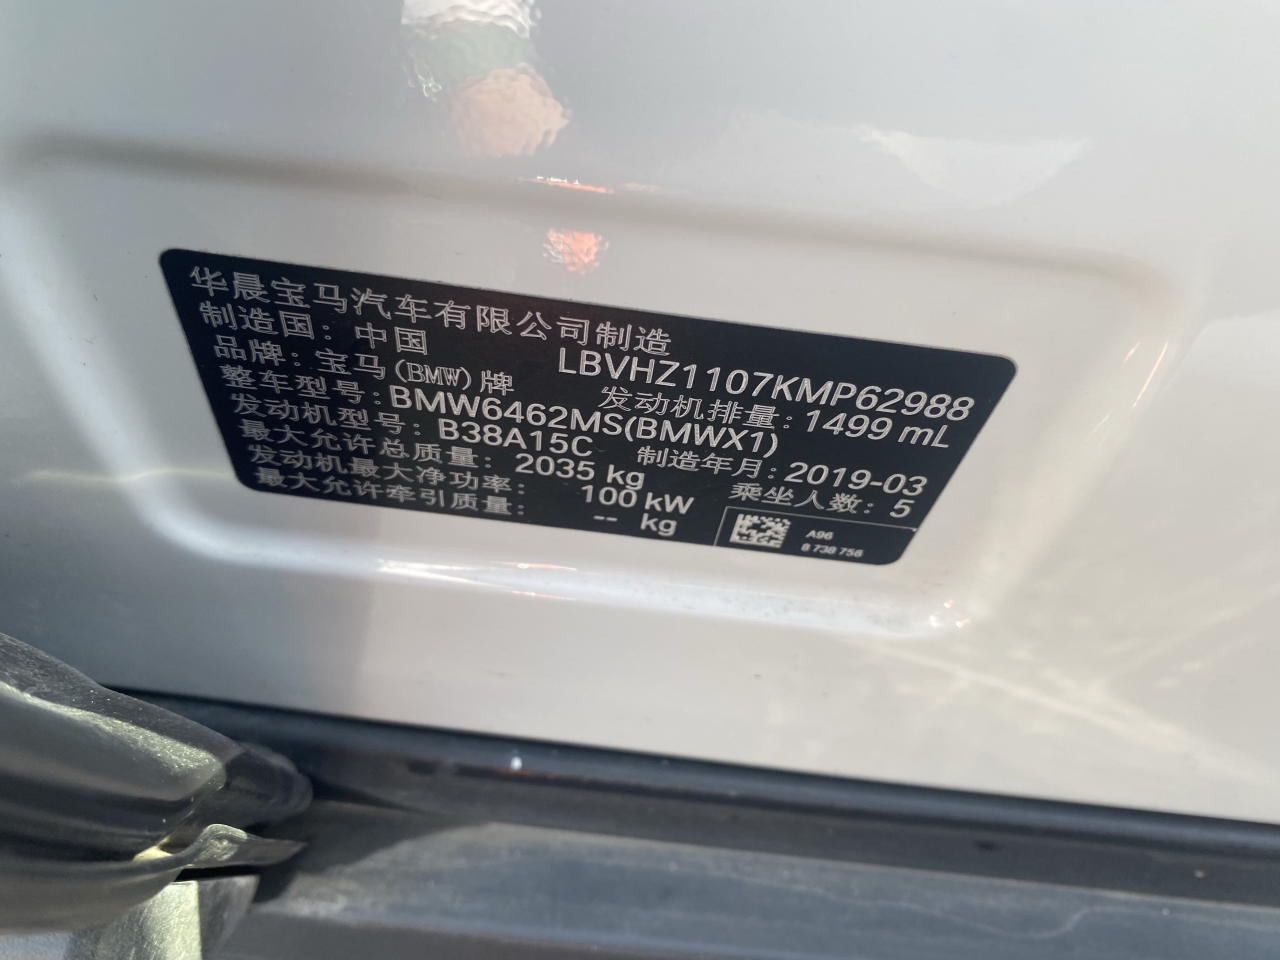 华晨宝马汽车有限公司制造
制造国：中国 LBVHZ1107KMP62988
品牌：宝马(BMW)牌 发动机排量：1499 mL
整车型号：BMW6462MS(BMWX1)
发动机型号：B38A15C 制造年月：2019-03
最大允许总质量： 2035 kg 乘坐人数：5
发动机最大净功率： 100 kW
最大允许牵引质量： -- kg
A96
8 738 756